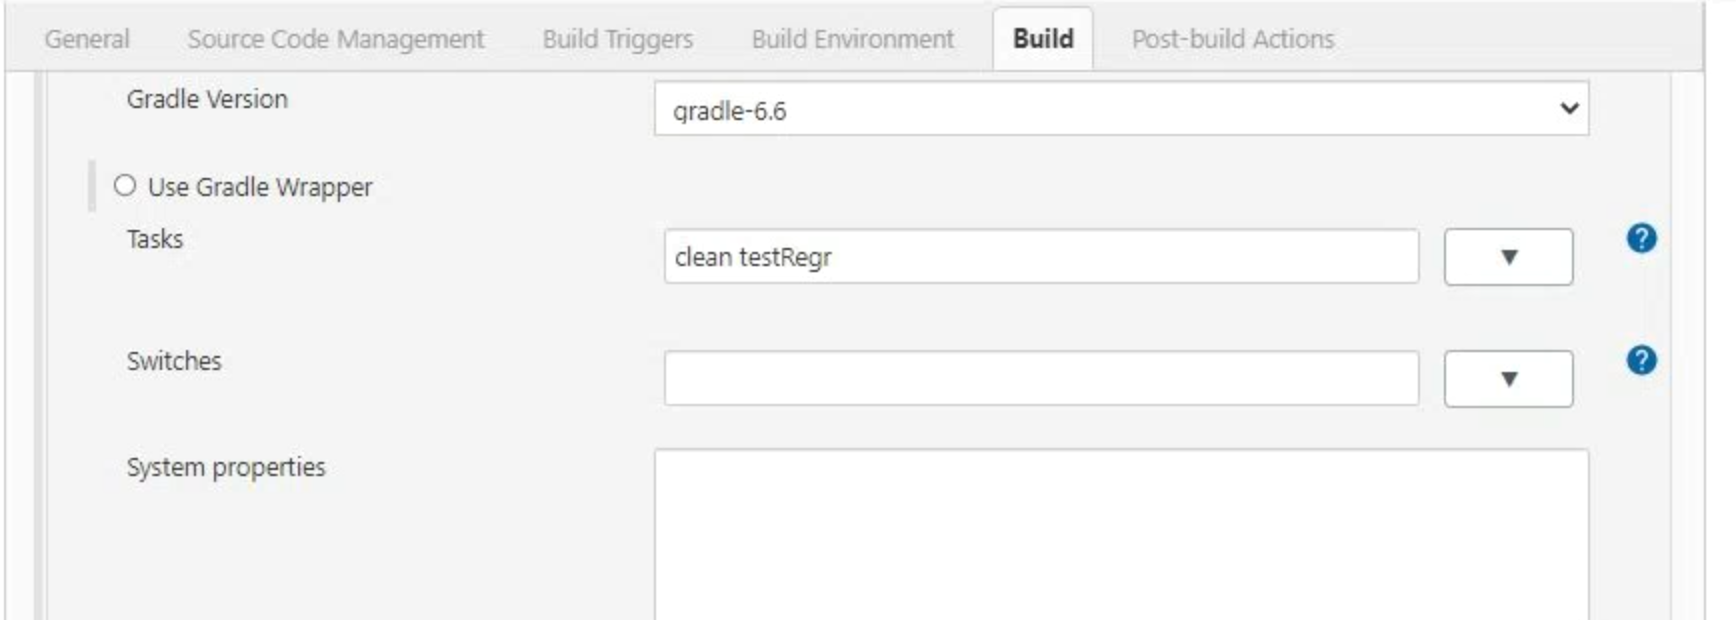 General Source Code Management Build Triggers Build Environment Build Post-build Actions
Gradle Version
gradle-6.6
Use Gradle Wrapper
Tasks
clean testRegr
▼
?
Switches
▼
?
System properties